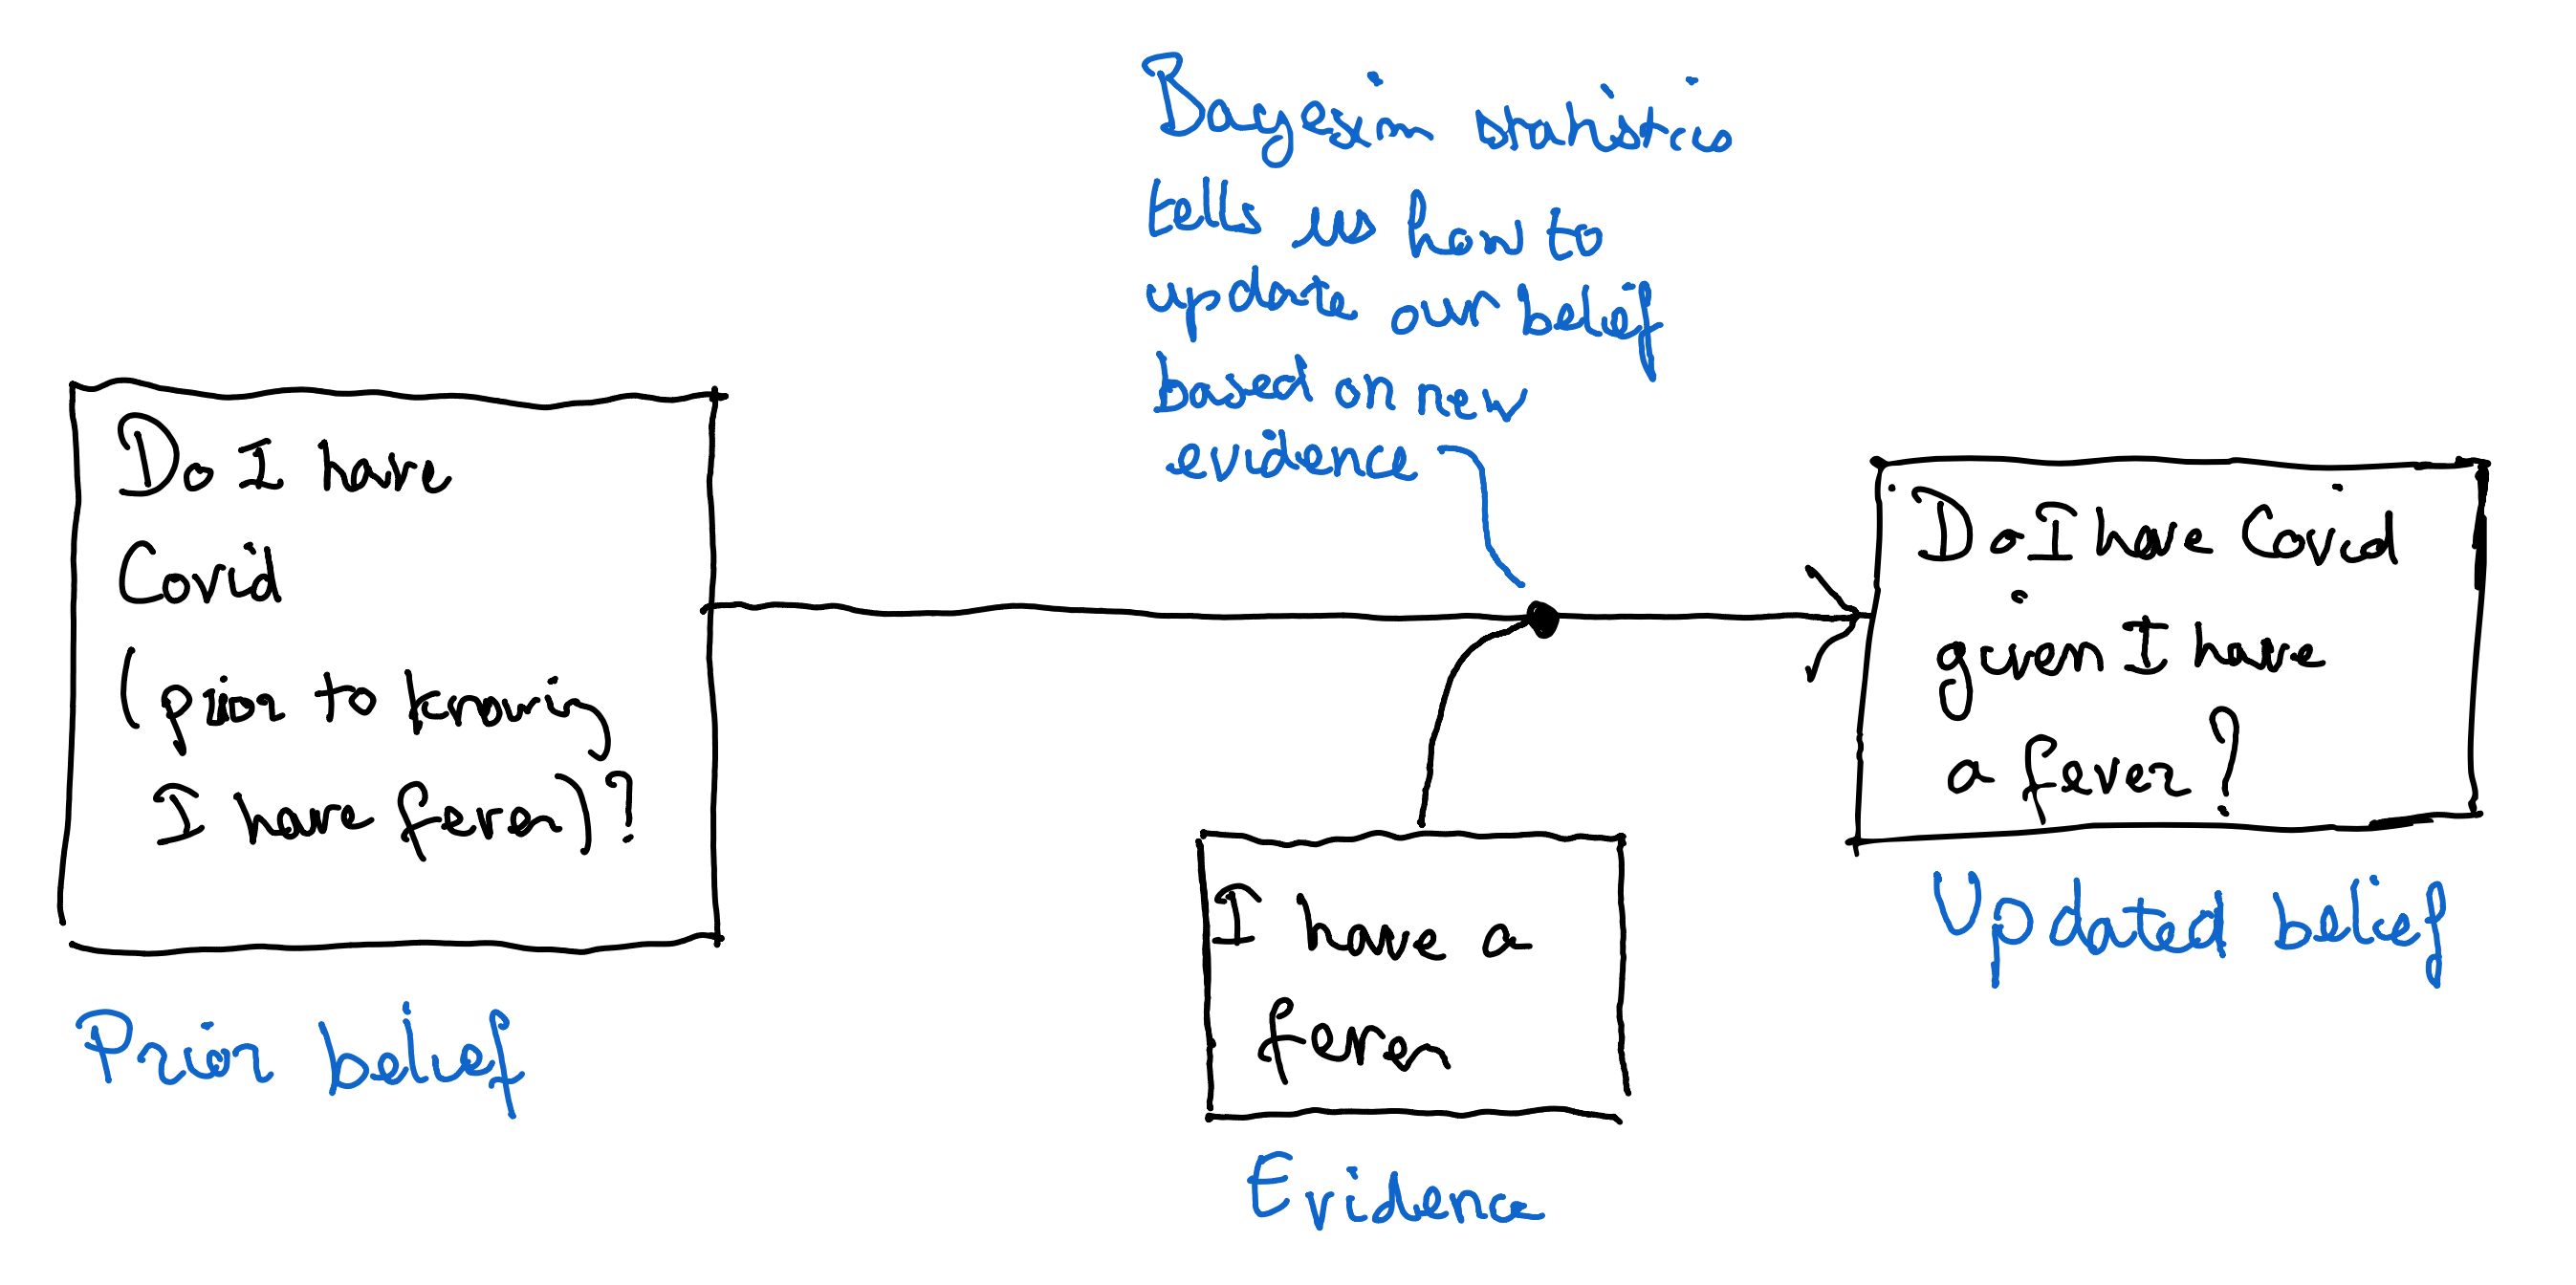 Bayesin statistics
tells us how to
update our belief
based on new
evidence
Do I have
Covid
(prior to knowing
I have fever)?
Prior belief
I have a
fever
Evidence
Do I have Covid
given I have
a fever?
Updated belief